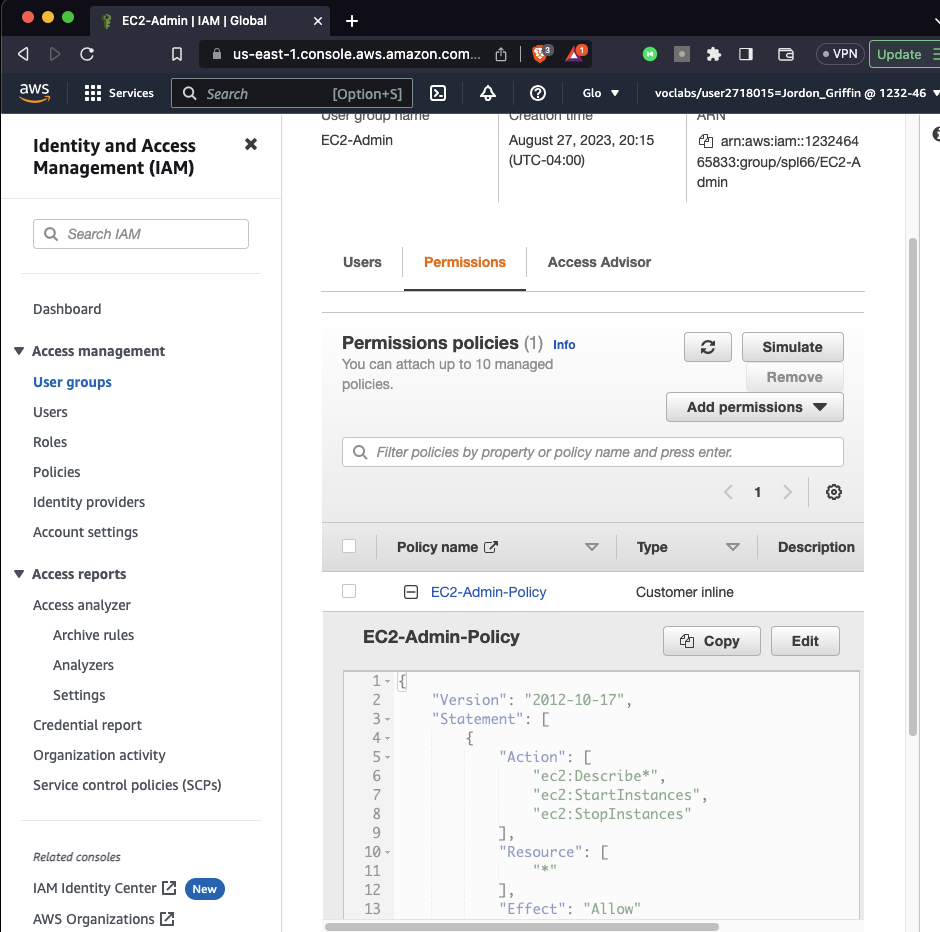 EC2-Admin | IAM | Global
us-east-1.console.aws.amazon.com...
3
1
VPN
Update
aws
Services
Search
[Option+S]
Glo
voclabs/user2718015=Jordon_Griffin @ 1232-46
Identity and Access
Management (IAM)
Search IAM
Dashboard
Access management
User groups
Users
Roles
Policies
Identity providers
Account settings
Access reports
Access analyzer
Archive rules
Analyzers
Settings
Credential report
Organization activity
Service control policies (SCPs)
Related consoles
IAM Identity Center
New
AWS Organizations
User group name
EC2-Admin
Creation time
August 27, 2023, 20:15
(UTC-04:00)
ARN
arn:aws:iam::1232464
65833:group/spl66/EC2-A
dmin
Users
Permissions
Access Advisor
Permissions policies (1) Info
You can attach up to 10 managed
policies.
Simulate
Remove
Add permissions
Filter policies by property or policy name and press enter.
1
Policy name
Type
Description
EC2-Admin-Policy
Customer inline
EC2-Admin-Policy
Copy
Edit
1 {
2 "Version": "2012-10-17",
3 "Statement": [
4 {
5 "Action": [
6 "ec2:Describe*",
7 "ec2:StartInstances",
8 "ec2:StopInstances"
9 ],
10 "Resource": [
11 "*"
12 ],
13 "Effect": "Allow"